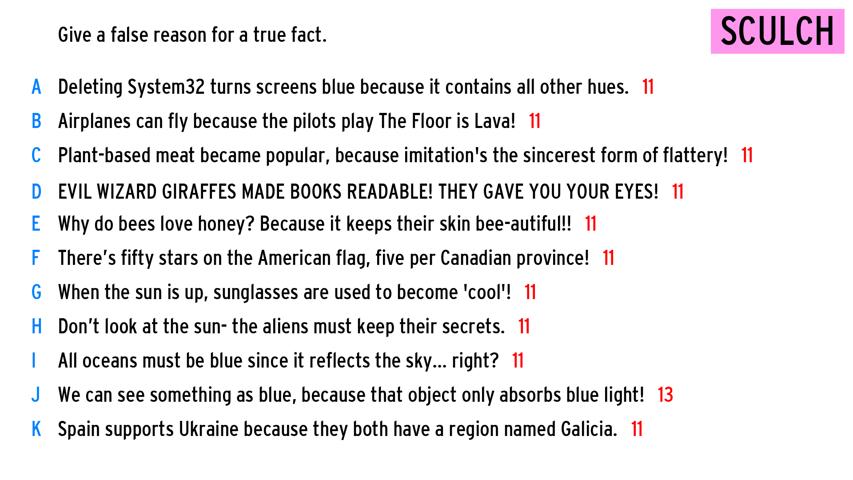 Give a false reason for a true fact.
SCULCH
A Deleting System32 turns screens blue because it contains all other hues. 11
B Airplanes can fly because the pilots play The Floor is Lava! 11
C Plant-based meat became popular, because imitation's the sincerest form of flattery! 11
D EVIL WIZARD GIRAFFES MADE BOOKS READABLE! THEY GAVE YOU YOUR EYES! 11
E Why do bees love honey? Because it keeps their skin bee-autiful!! 11
F There’s fifty stars on the American flag, five per Canadian province! 11
G When the sun is up, sunglasses are used to become 'cool'! 11
H Don’t look at the sun- the aliens must keep their secrets. 11
I All oceans must be blue since it reflects the sky... right? 11
J We can see something as blue, because that object only absorbs blue light! 13
K Spain supports Ukraine because they both have a region named Galicia. 11